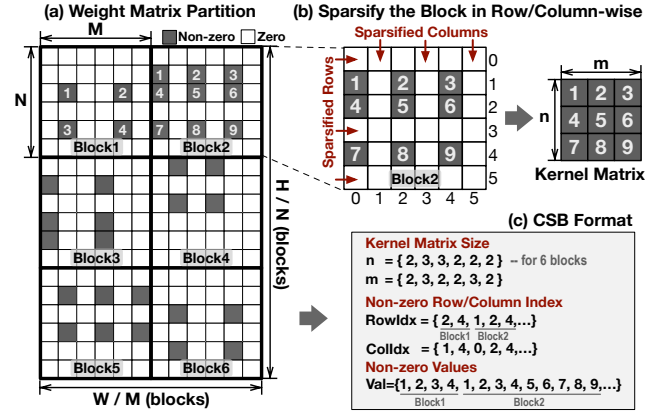 (a) Weight Matrix Partition
M
Non-zero
Zero
N
1 2 3
1 2 4 5 6
3 4 7 8 9
Block1 Block2
Block3 Block4
Block5 Block6
H / N (blocks)
W / M (blocks)
(b) Sparsify the Block in Row/Column-wise
Sparsified Columns
Sparsified Rows
0
1 2 3 1
4 5 6 2
3
7 8 9 4
Block2 5
0 1 2 3 4 5
m
n
1 2 3
4 5 6
7 8 9
Kernel Matrix
(c) CSB Format
Kernel Matrix Size
n = { 2, 3, 3, 2, 2, 2 } -- for 6 blocks
m = { 2, 3, 2, 2, 3, 2 }
Non-zero Row/Column Index
RowIdx = { 2, 4, 1, 2, 4,...}
Block1 Block2
ColIdx = { 1, 4, 0, 2, 4,...}
Non-zero Values
Val={1, 2, 3, 4, 1, 2, 3, 4, 5, 6, 7, 8, 9,...}
Block1 Block2